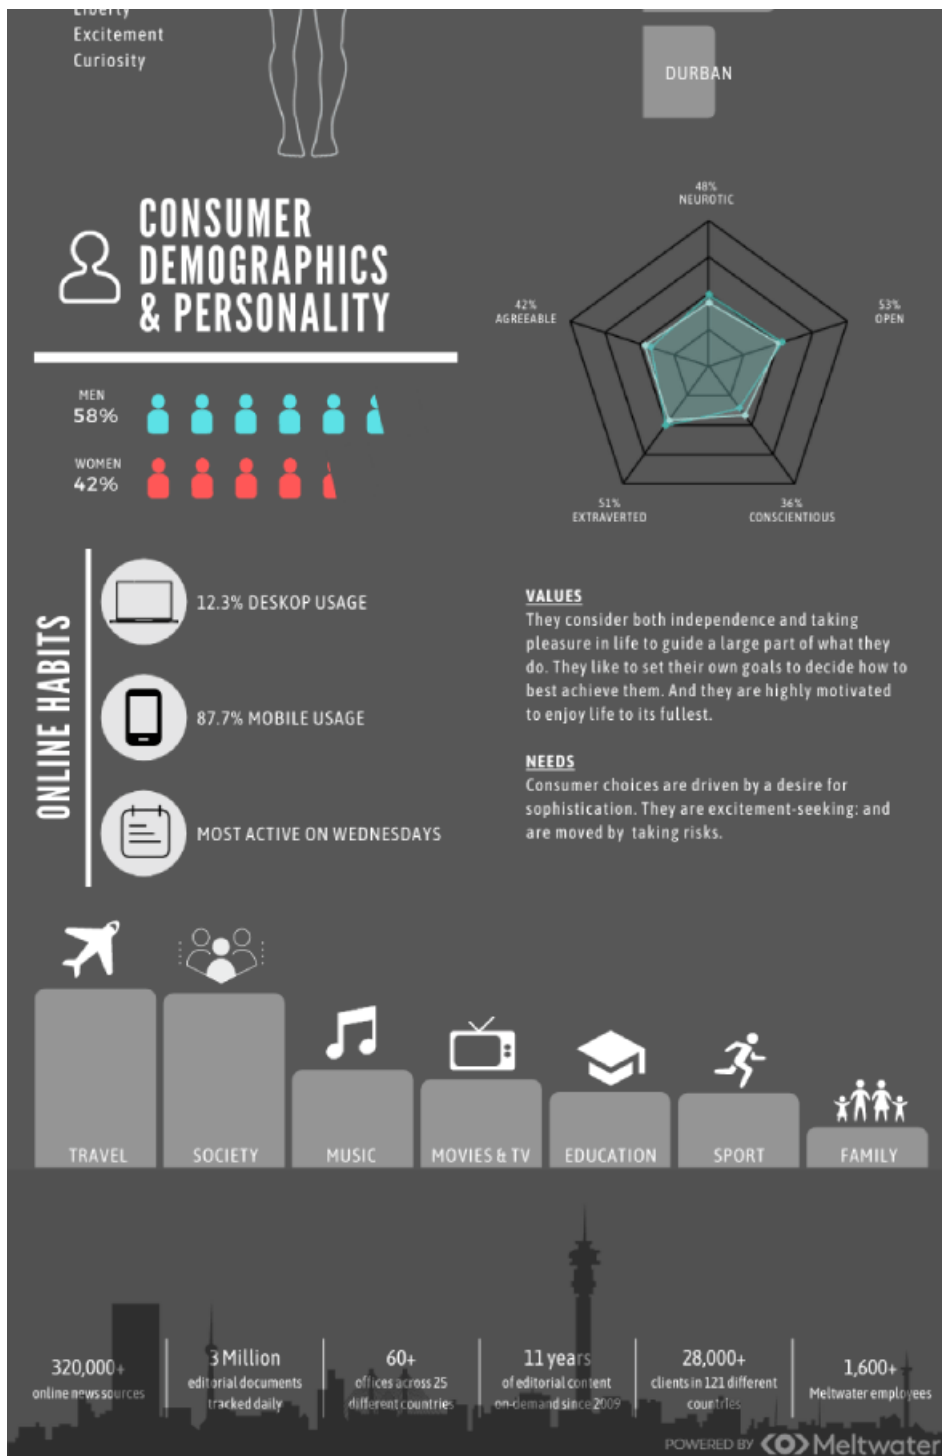 Liberty
Excitement
Curiosity
DURBAN
CONSUMER
DEMOGRAPHICS
& PERSONALITY
48%
NEUROTIC
42%
AGREEABLE
53%
OPEN
51%
EXTRAVERTED
36%
CONSCIENTIOUS
MEN
58%
WOMEN
42%
ONLINE HABITS
12.3% DESKOP USAGE
87.7% MOBILE USAGE
MOST ACTIVE ON WEDNESDAYS
VALUES
They consider both independence and taking
pleasure in life to guide a large part of what they
do. They like to set their own goals to decide how to
best achieve them. And they are highly motivated
to enjoy life to its fullest.
NEEDS
Consumer choices are driven by a desire for
sophistication. They are excitement-seeking: and
are moved by taking risks.
TRAVEL
SOCIETY
MUSIC
MOVIES & TV
EDUCATION
SPORT
FAMILY
320,000+
online news sources
3 Million
editorial documents
tracked daily
60+
offices across 25
different countries
11 years
of editorial content
on-demand since 2009
28,000+
clients in 121 different
countries
1,600+
Meltwater employees
POWERED BY Meltwater